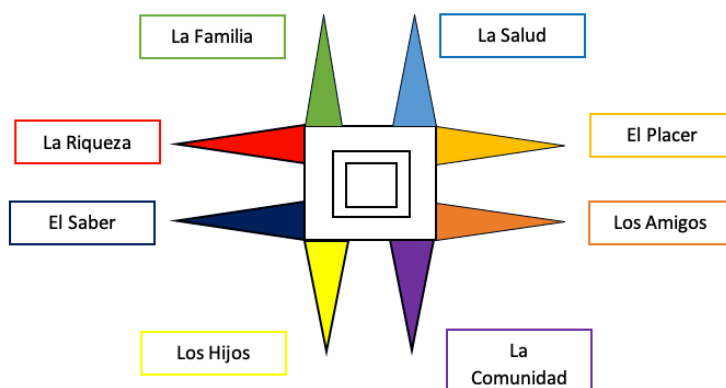 La Familia
La Salud
La Riqueza
El Placer
El Saber
Los Amigos
Los Hijos
La
Comunidad